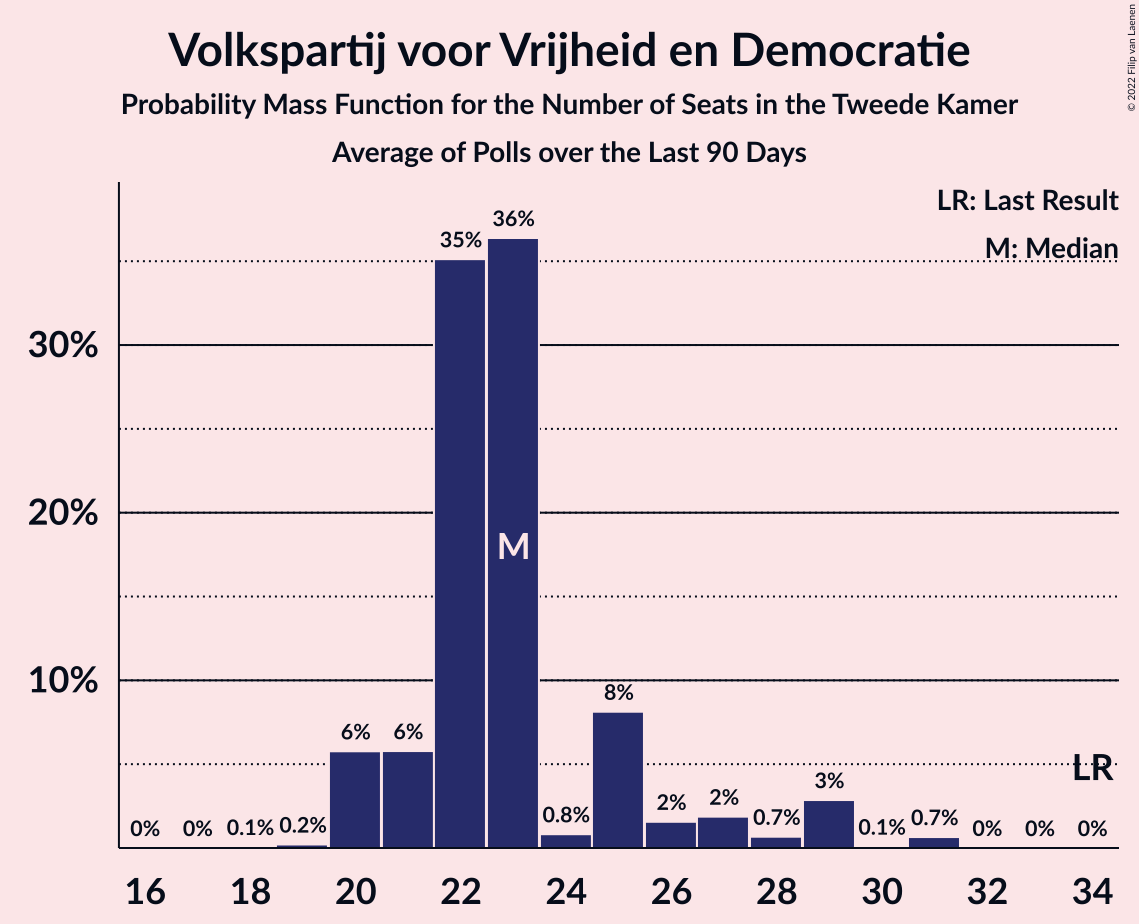 Volkspartij voor Vrijheid en Democratie
Probability Mass Function for the Number of Seats in the Tweede Kamer
Average of Polls over the Last 90 Days
© 2022 Filip van Laenen
LR: Last Result
M: Median
30%
20%
10%
0%
0%
0.1%
0.2%
6%
6%
35%
36%
0.8%
8%
2%
2%
0.7%
3%
0.1%
0.7%
0%
0%
0%
M
LR
16 18 20 22 24 26 28 30 32 34